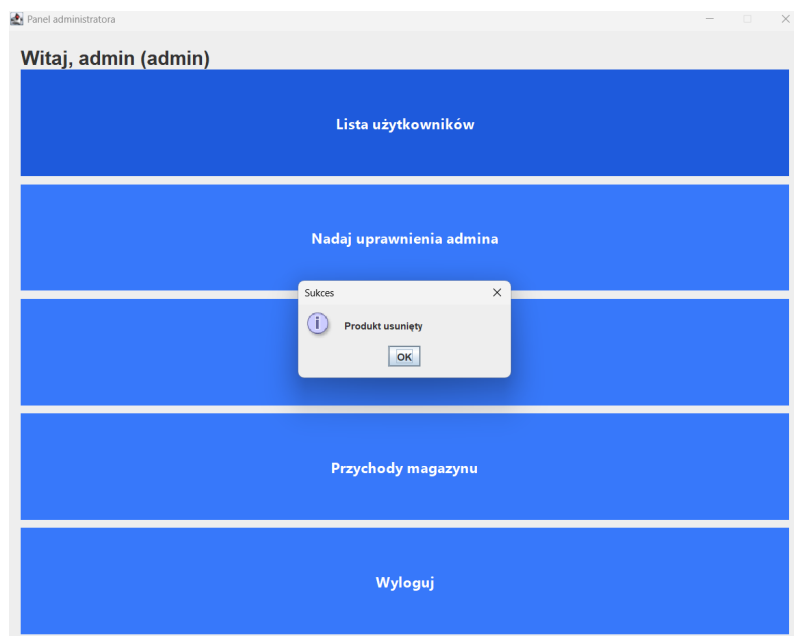 Panel administratora
Witaj, admin (admin)
Lista użytkowników
Nadaj uprawnienia admina
Sukces
Produkt usunięty
OK
Przychody magazynu
Wyloguj